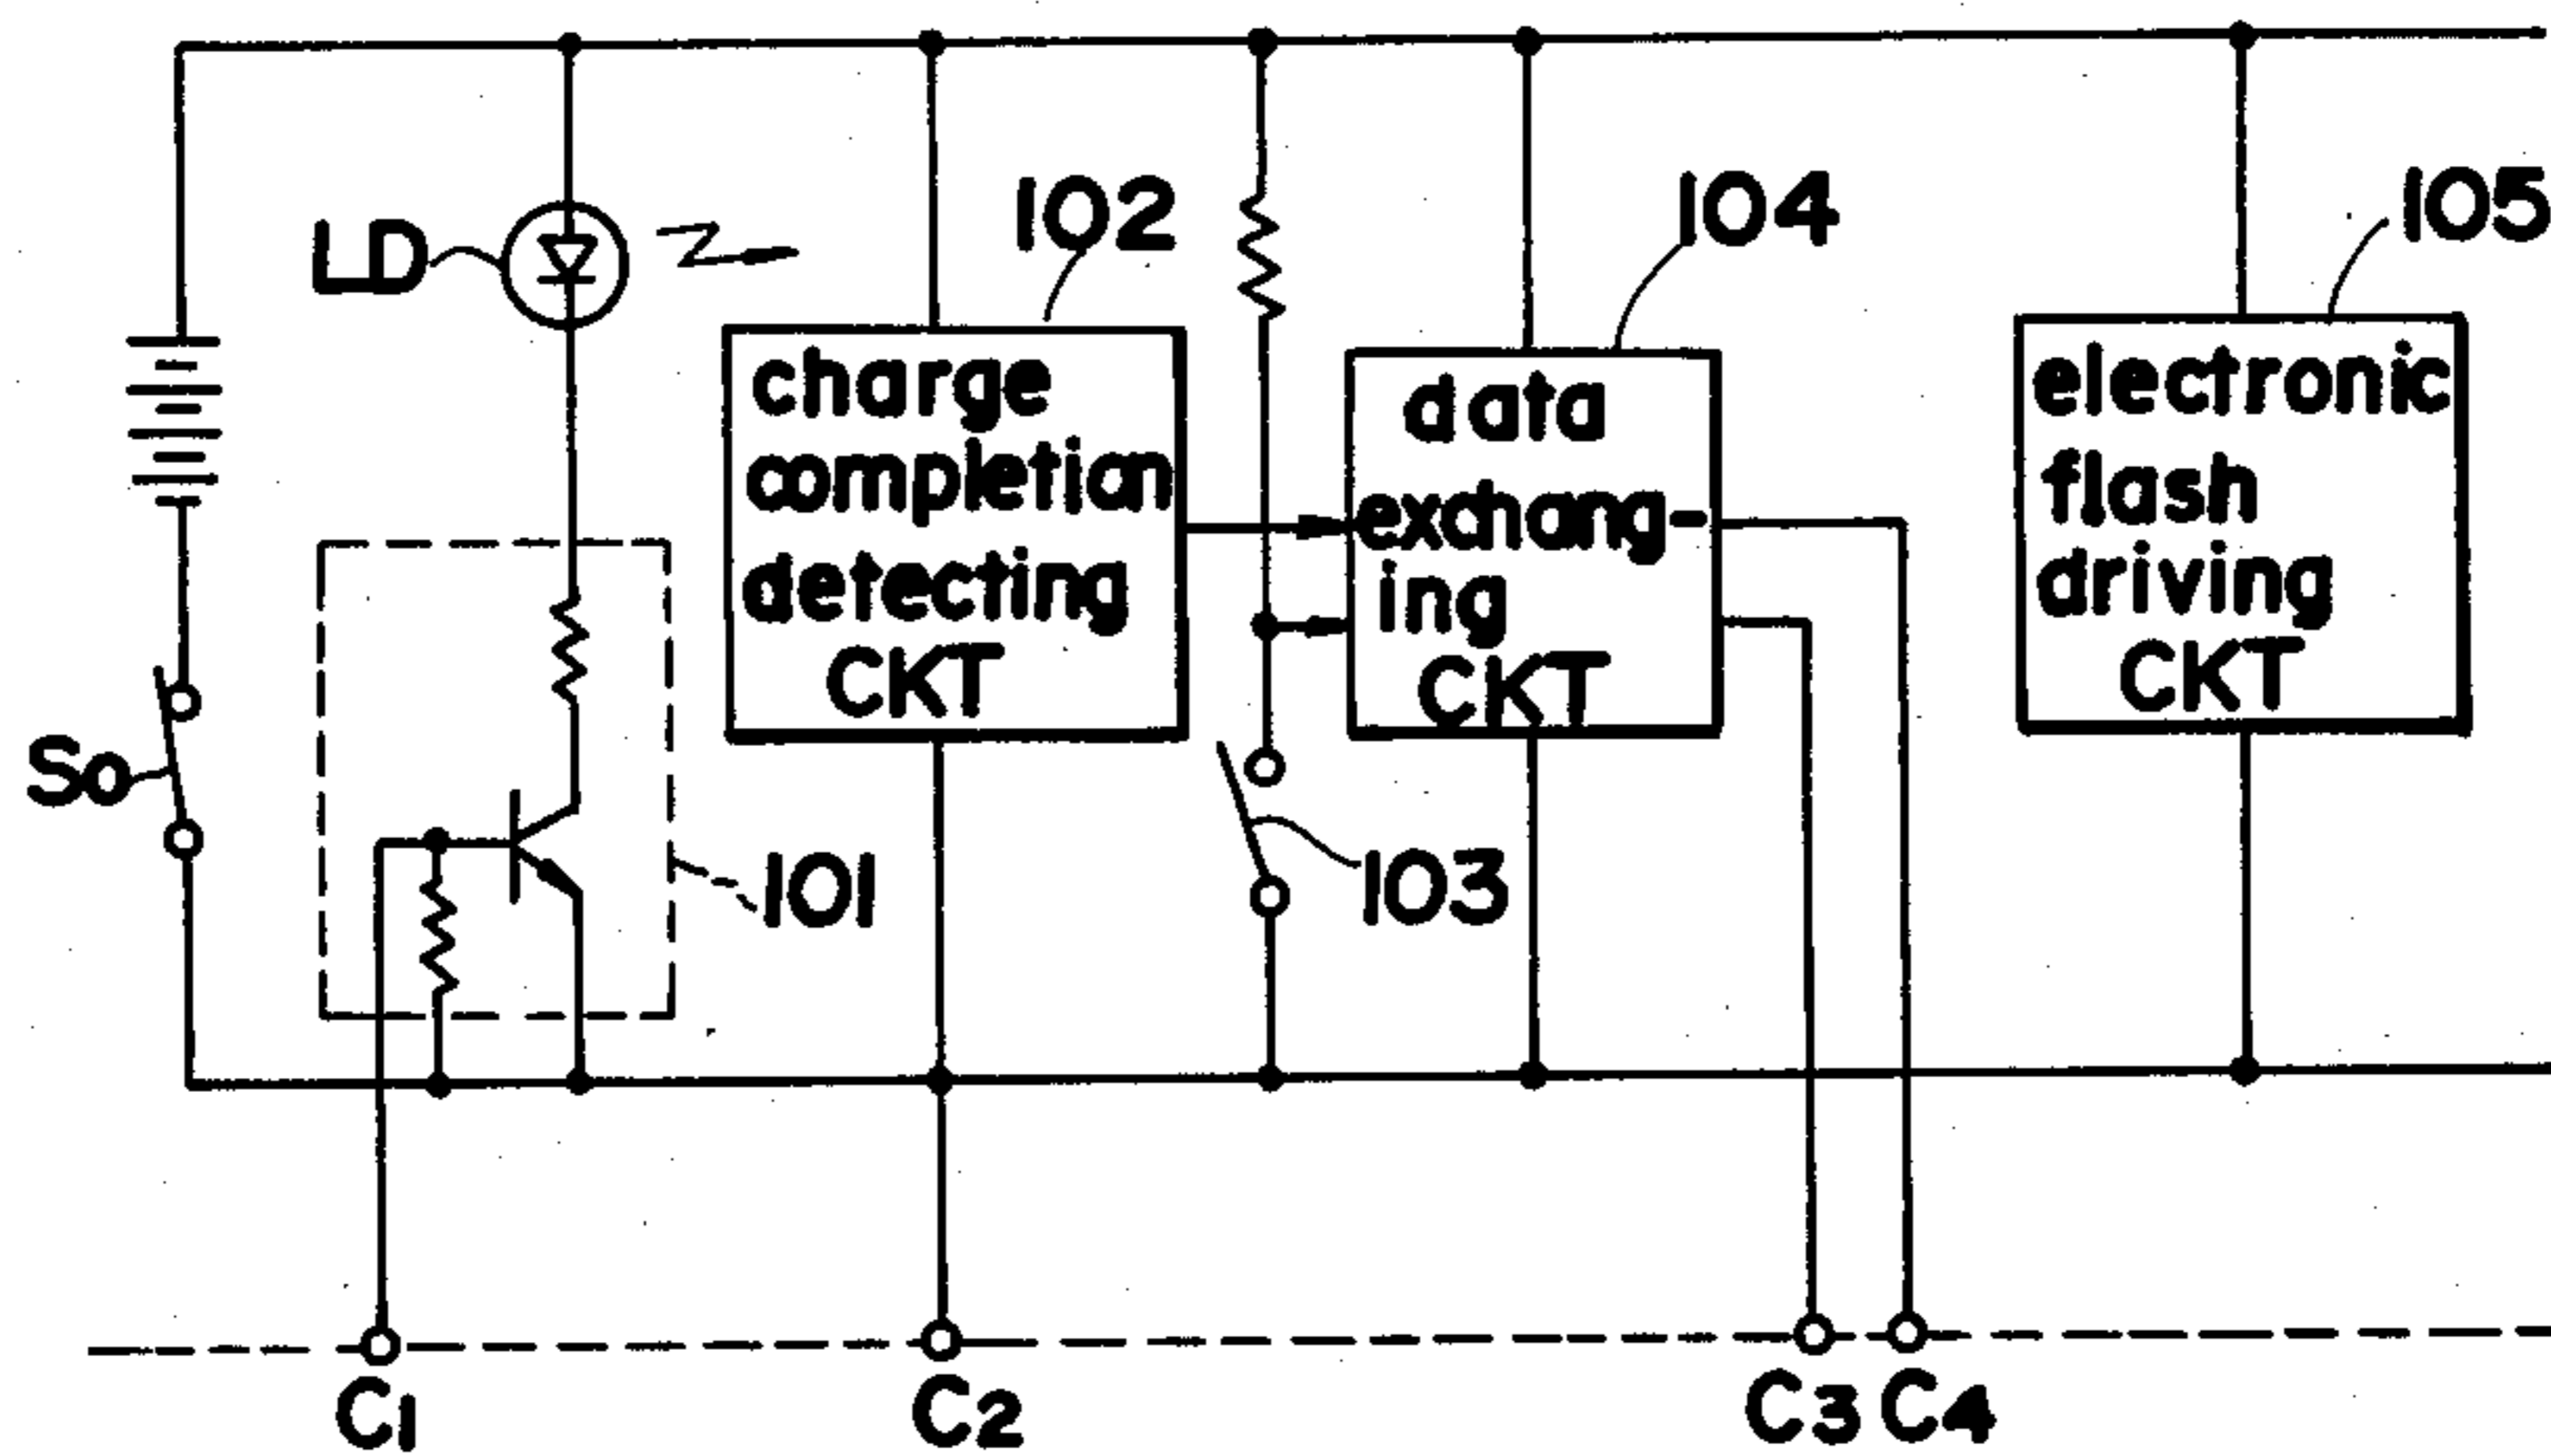 LD
102
104
105
charge
completion
detecting
CKT
data
exchang-
ing
CKT
electronic
flash
driving
CKT
So
101
103
C1
C2
C3
C4